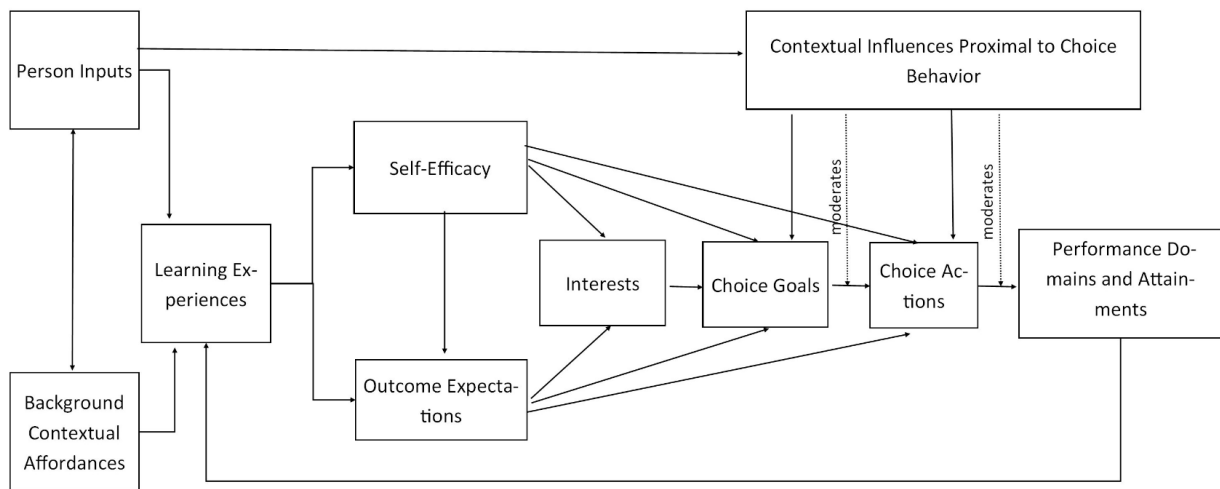 Person Inputs
Contextual Influences Proximal to Choice
Behavior
Self-Efficacy
moderates
moderates
Learning Ex-
periences
Interests
Choice Goals
Choice Ac-
tions
Performance Do-
mains and Attain-
ments
Outcome Expecta-
tions
Background
Contextual
Affordances